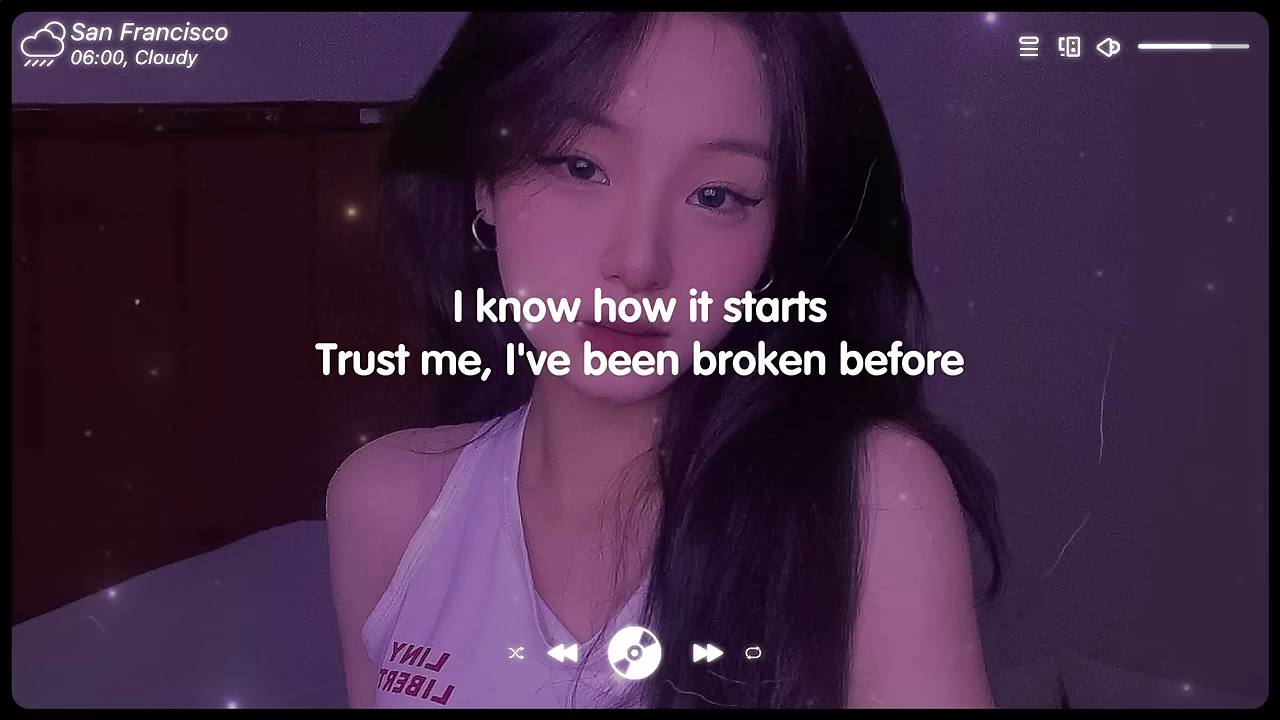 San Francisco
06:00, Cloudy
I know how it starts
Trust me, I've been broken before
LINY
LIBERT